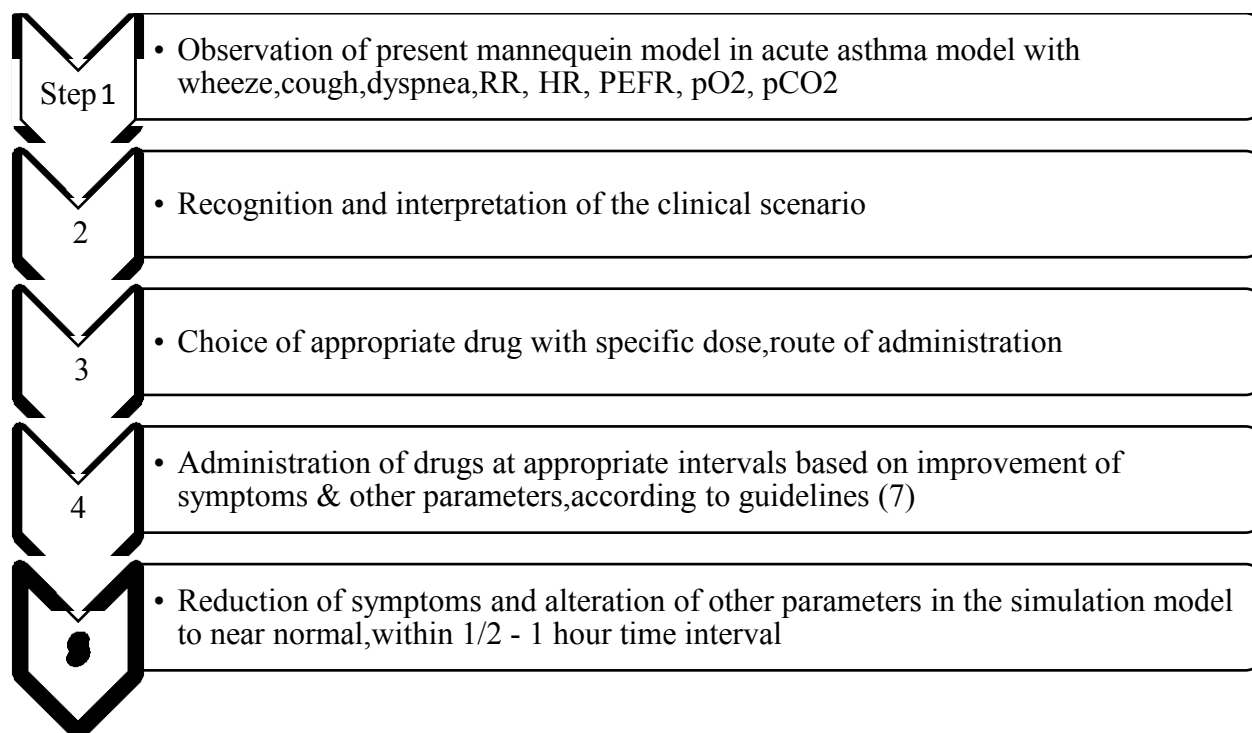 Step 1
• Observation of present mannequein model in acute asthma model with
wheeze,cough,dyspnea,RR, HR, PEFR, pO2, pCO2
2
• Recognition and interpretation of the clinical scenario
3
• Choice of appropriate drug with specific dose,route of administration
4
• Administration of drugs at appropriate intervals based on improvement of
symptoms & other parameters,according to guidelines (7)
• Reduction of symptoms and alteration of other parameters in the simulation model
to near normal,within 1/2 - 1 hour time interval